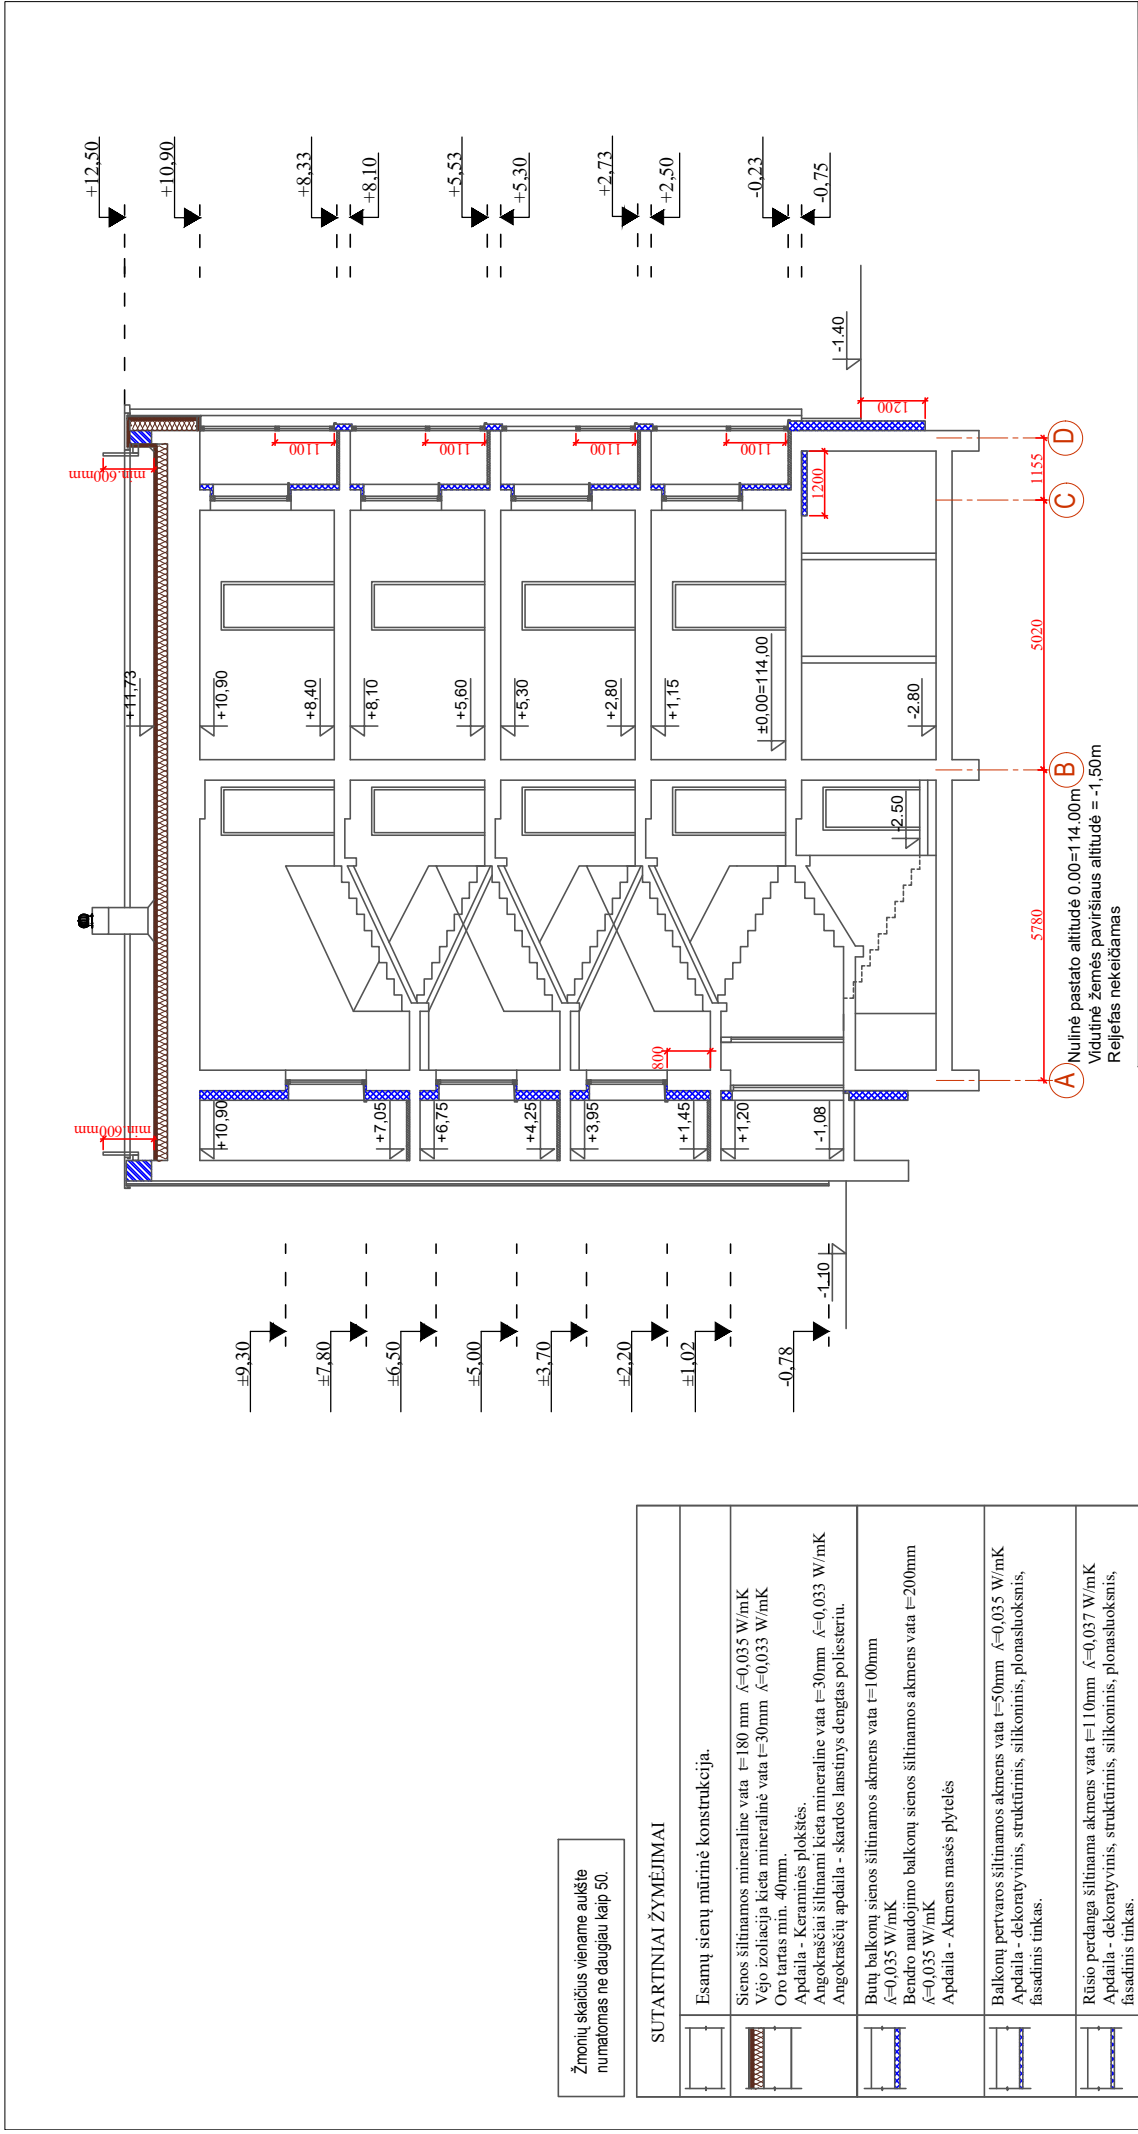 +12,50
+10,90
+8,33
+8,10
+5,53
+5,30
+2,73
+2,50
-0,23
-0,75
-1.40
min.600mm
1100
1100
1100
1100
1200
1200
+11,73
+10,90
+8,40
+8,10
+5,60
+5,30
+2,80
+1,15
±0,00=114,00
-2.80
-2.50
800
min.600mm
+10,90
+7,05
+6,75
+4,25
+3,95
+1,45
+1,20
-1,08
-1.10
±9,30
±7,80
±6,50
±5,00
±3,70
±2,20
±1,02
-0,78
5780
5020
1155
A
B
C
D
Nulinė pastato altitudė 0.00=114.00m
Vidutinė žemės paviršiaus altitudė = -1,50m
Reljefas nekeičiamas
Žmonių skaičius viename aukšte
numatomas ne daugiau kaip 50.
SUTARTINIAI ŽYMĖJIMAI
Esamų sienų mūrinė konstrukcija.
Sienos šiltinamos mineraline vata t=180 mm ʎ=0,035 W/mK
Vėjo izoliacija kieta mineralinė vata t=30mm ʎ=0,033 W/mK
Oro tartas min. 40mm.
Apdaila - Keraminės plokštės.
Angokraščiai šiltinami kieta mineraline vata t=30mm ʎ=0,033 W/mK
Angokraščių apdaila - skardos lanstinys dengtas poliesteriu.
Butų balkonų sienos šiltinamos akmens vata t=100mm
ʎ=0,035 W/mK
Bendro naudojimo balkonų sienos šiltinamos akmens vata t=200mm
ʎ=0,035 W/mK
Apdaila - Akmens masės plytelės
Balkonų pertvaros šiltinamos akmens vata t=50mm ʎ=0,035 W/mK
Apdaila - dekoratyvinis, struktūrinis, silikoninis, plonasluoksnis,
fasadinis tinkas.
Rūsio perdanga šiltinama akmens vata t=110mm ʎ=0,037 W/mK
Apdaila - dekoratyvinis, struktūrinis, silikoninis, plonasluoksnis,
fasadinis tinkas.